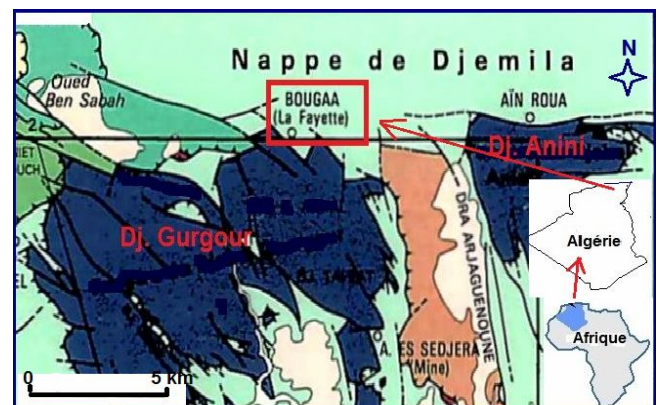 Nappe de Djemila
N
Oued
Ben Sabah
BOUGAA
(La Fayette)
AÏN ROUA
2
Dj. Anini
Dj. Gurgour
DRA ARJAGUENOUNE
A. ES SEDJERA
(Mine)
Algérie
Afrique
0 5 km